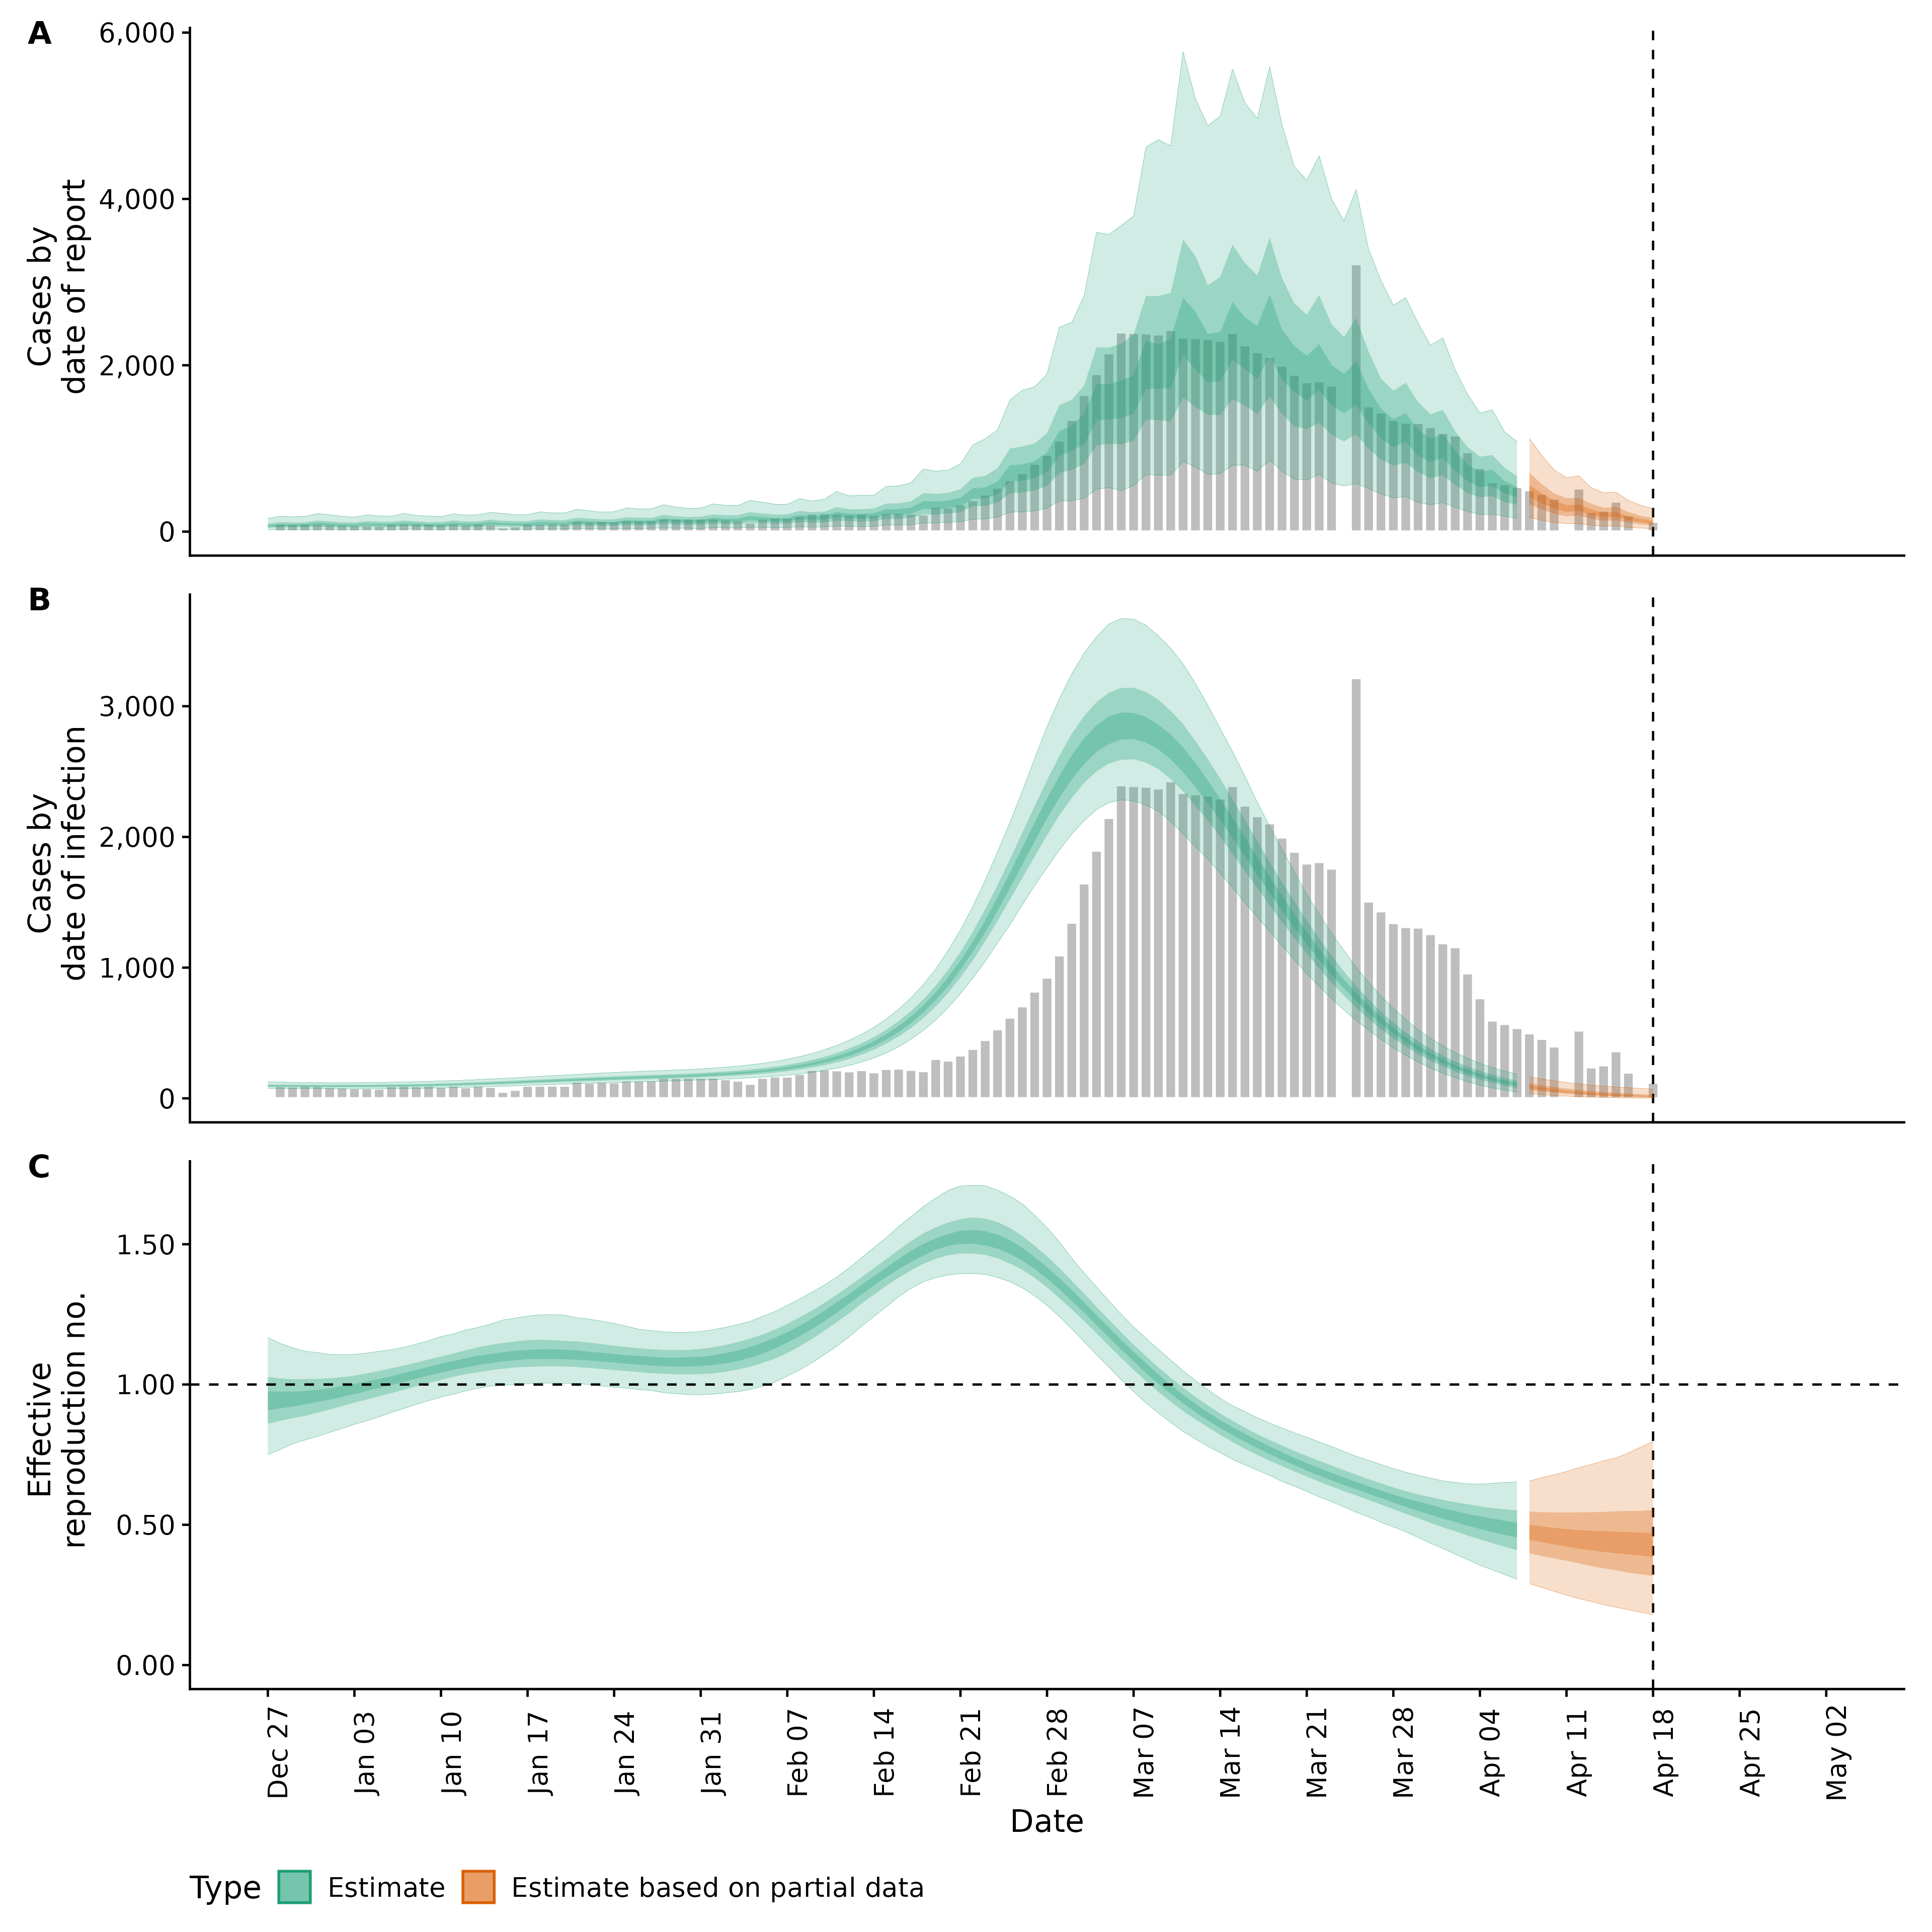 A
6,000
4,000
2,000
0
Cases by
date of report
B
3,000
2,000
1,000
0
Cases by
date of infection
C
1.50
1.00
0.50
0.00
Effective
reproduction no.
Dec 27
Jan 03
Jan 10
Jan 17
Jan 24
Jan 31
Feb 07
Feb 14
Feb 21
Feb 28
Mar 07
Mar 14
Mar 21
Mar 28
Apr 04
Apr 11
Apr 18
Apr 25
May 02
Date
Type Estimate Estimate based on partial data